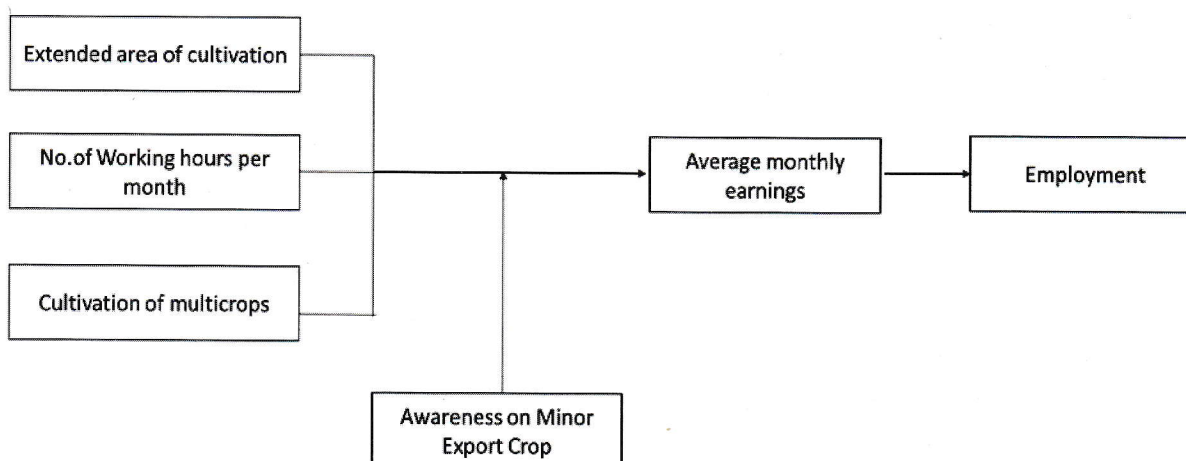 Extended area of cultivation
No.of Working hours per
month
Average monthly
earnings
Employment
Cultivation of multicrops
Awareness on Minor
Export Crop